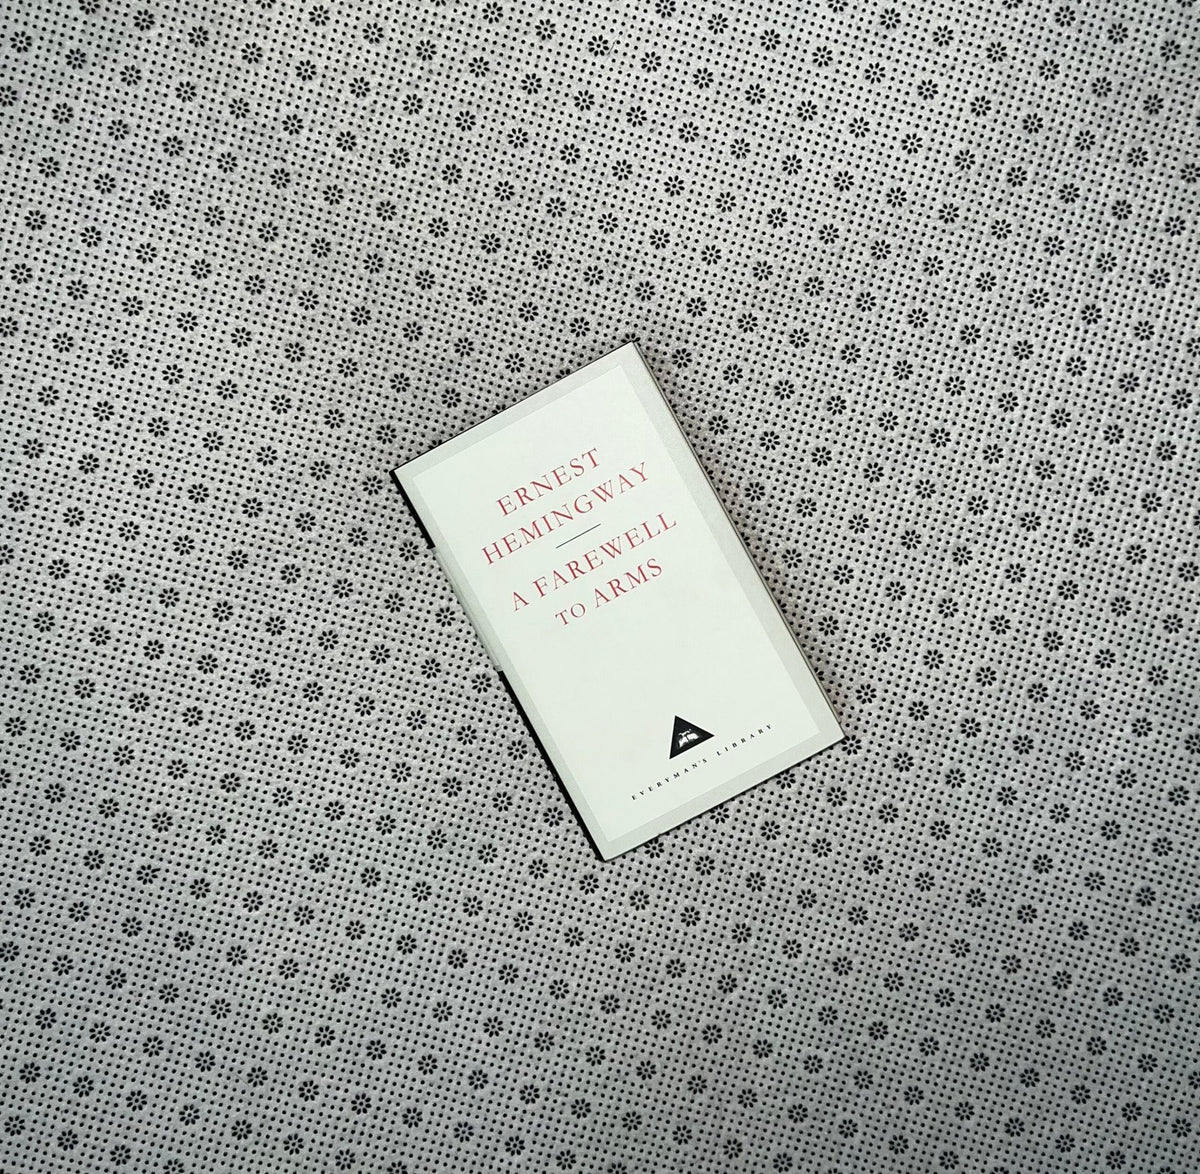 ERNEST
HEMINGWAY
A FAREWELL
TO ARMS
EVERYMAN'S LIBRARY